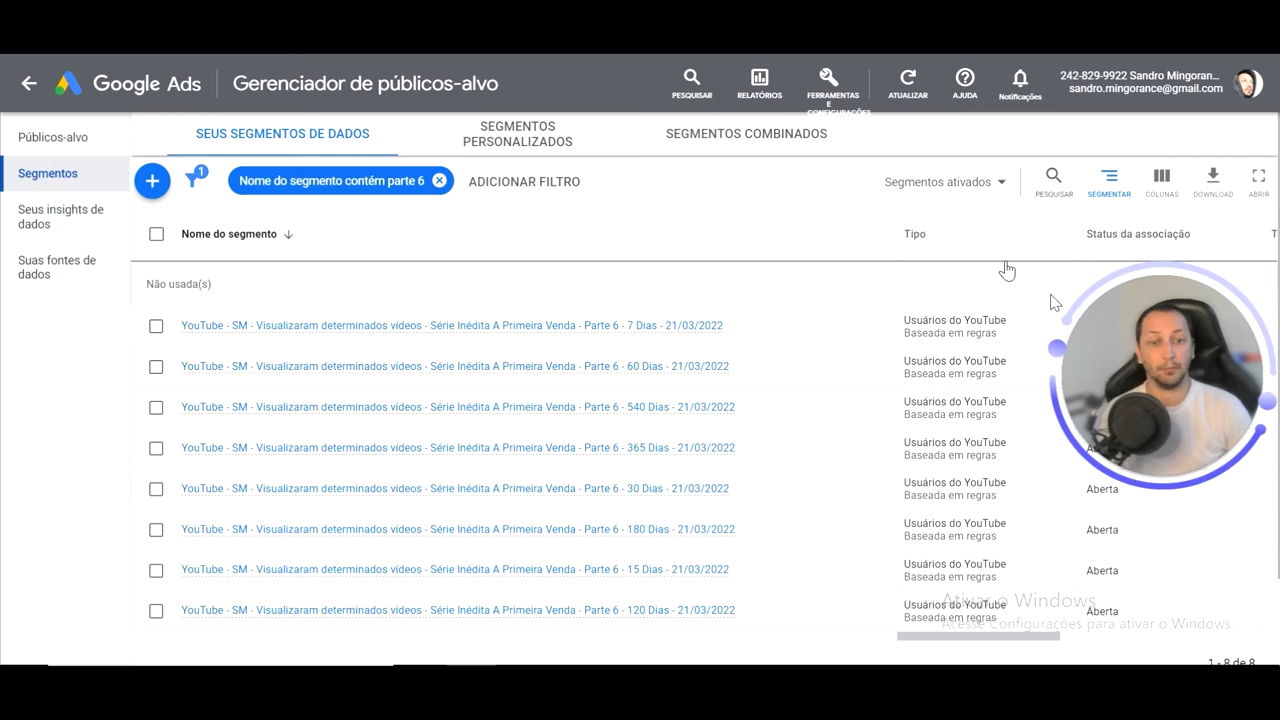 Google Ads
Gerenciador de públicos-alvo
PESQUISAR
RELATÓRIOS
FERRAMENTAS
E
CONFIGURAÇÕES
ATUALIZAR
AJUDA
Notificações
242-829-9922 Sandro Mingoran...
sandro.mingorance@gmail.com
Públicos-alvo
Segmentos
Seus insights de
dados
Suas fontes de
dados
SEUS SEGMENTOS DE DADOS
SEGMENTOS
PERSONALIZADOS
SEGMENTOS COMBINADOS
1
Nome do segmento contém parte 6
ADICIONAR FILTRO
Segmentos ativados
PESQUISAR
SEGMENTAR
COLUNAS
DOWNLOAD
ABRIR
Nome do segmento
Tipo
Status da associação
T
Não usada(s)
YouTube - SM - Visualizaram determinados vídeos - Série Inédita A Primeira Venda - Parte 6 - 7 Dias - 21/03/2022
Usuários do YouTube
Baseada em regras
YouTube - SM - Visualizaram determinados vídeos - Série Inédita A Primeira Venda - Parte 6 - 60 Dias - 21/03/2022
Usuários do YouTube
Baseada em regras
YouTube - SM - Visualizaram determinados vídeos - Série Inédita A Primeira Venda - Parte 6 - 540 Dias - 21/03/2022
Usuários do YouTube
Baseada em regras
YouTube - SM - Visualizaram determinados vídeos - Série Inédita A Primeira Venda - Parte 6 - 365 Dias - 21/03/2022
Usuários do YouTube
Baseada em regras
YouTube - SM - Visualizaram determinados vídeos - Série Inédita A Primeira Venda - Parte 6 - 30 Dias - 21/03/2022
Usuários do YouTube
Baseada em regras
Aberta
YouTube - SM - Visualizaram determinados vídeos - Série Inédita A Primeira Venda - Parte 6 - 180 Dias - 21/03/2022
Usuários do YouTube
Baseada em regras
Aberta
YouTube - SM - Visualizaram determinados vídeos - Série Inédita A Primeira Venda - Parte 6 - 15 Dias - 21/03/2022
Usuários do YouTube
Baseada em regras
Aberta
YouTube - SM - Visualizaram determinados vídeos - Série Inédita A Primeira Venda - Parte 6 - 120 Dias - 21/03/2022
Usuários do YouTube
Baseada em regras
Aberta
Ativar o Windows
Acesse Configurações para ativar o Windows.
1 - 8 de 8